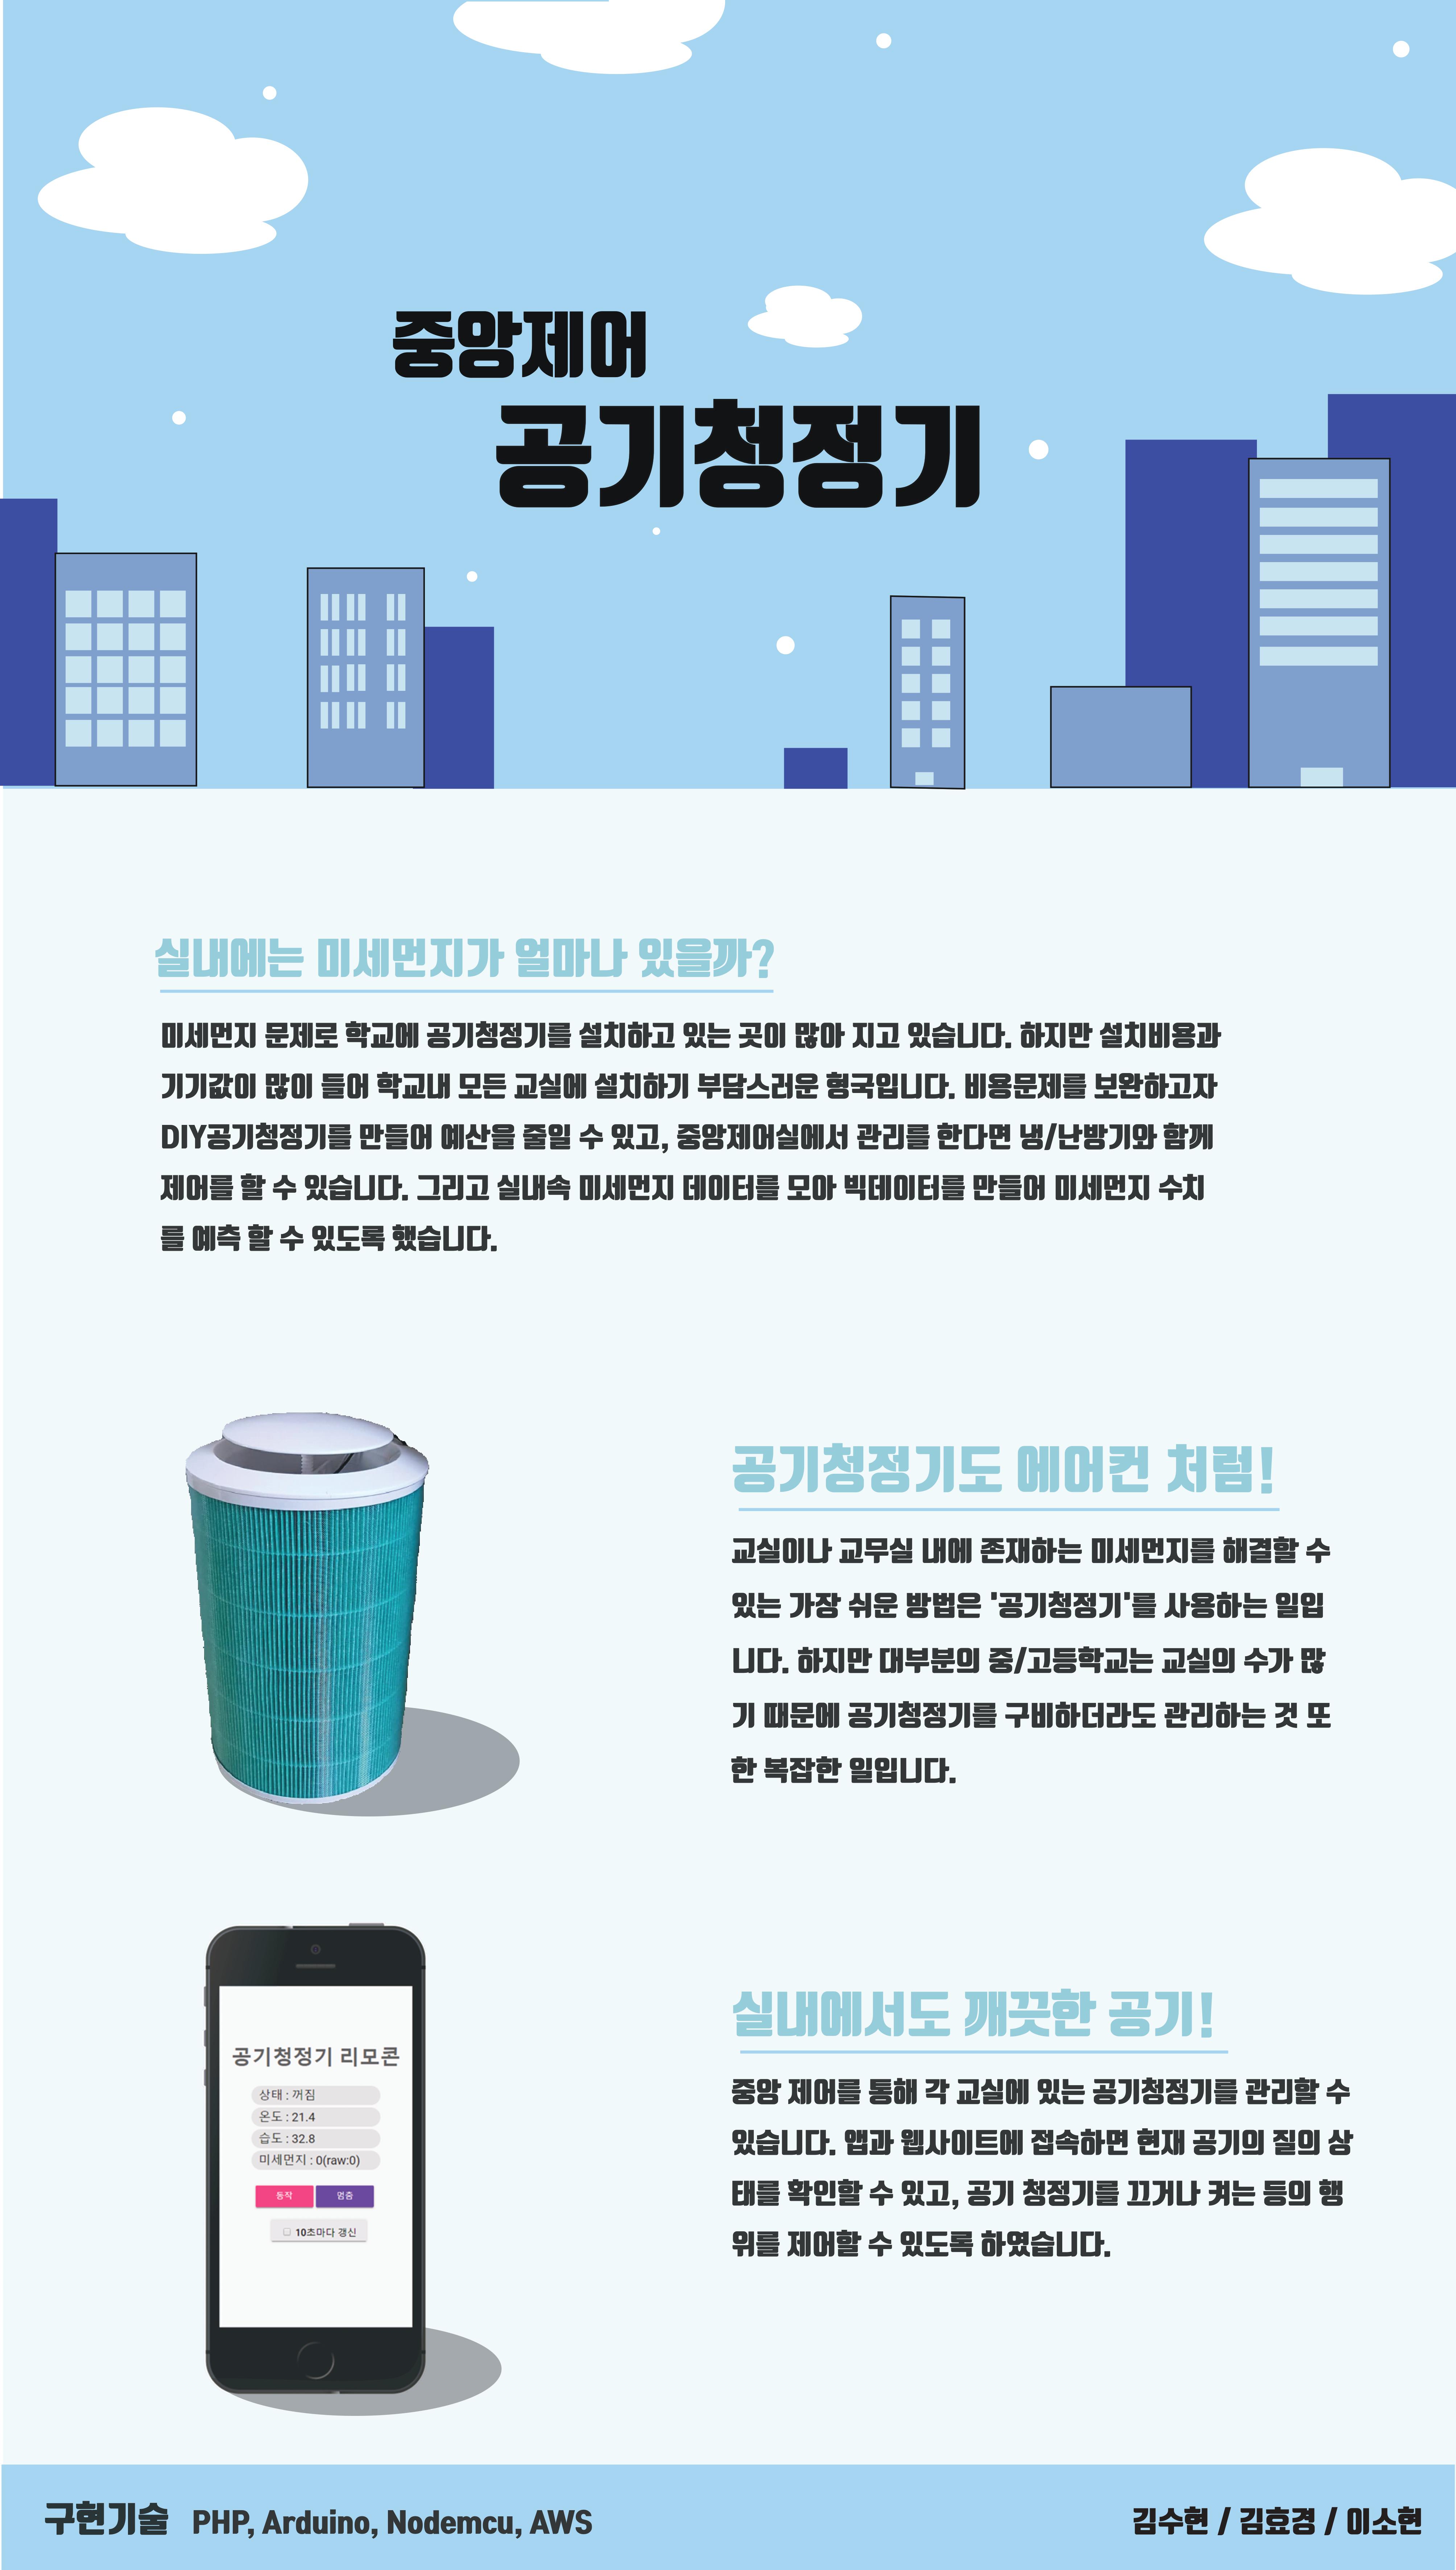 중앙제어
공기청정기
실내에는 미세먼지가 얼마나 있을까?
미세먼지 문제로 학교에 공기청정기를 설치하고 있는 곳이 많아 지고 있습니다. 하지만 설치비용과
기기값이 많이 들어 학교내 모든 교실에 설치하기 부담스러운 형국입니다. 비용문제를 보완하고자
DIY공기청정기를 만들어 예산을 줄일 수 있고, 중앙제어실에서 관리를 한다면 냉/난방기와 함께
제어를 할 수 있습니다. 그리고 실내속 미세먼지 데이터를 모아 빅데이터를 만들어 미세먼지 수치
를 예측 할 수 있도록 했습니다.
공기청정기도 에어컨 처럼!
교실이나 교무실 내에 존재하는 미세먼지를 해결할 수
있는 가장 쉬운 방법은 '공기청정기'를 사용하는 일입
니다. 하지만 대부분의 중/고등학교는 교실의 수가 많
기 때문에 공기청정기를 구비하더라도 관리하는 것 또
한 복잡한 일입니다.
공기청정기 리모콘
상태 : 꺼짐
온도 : 21.4
습도 : 32.8
미세먼지 : 0(raw:0)
동작 멈춤
10초마다 갱신
실내에서도 깨끗한 공기!
중앙 제어를 통해 각 교실에 있는 공기청정기를 관리할 수
있습니다. 앱과 웹사이트에 접속하면 현재 공기의 질의 상
태를 확인할 수 있고, 공기 청정기를 끄거나 켜는 등의 행
위를 제어할 수 있도록 하였습니다.
구현기술 PHP, Arduino, Nodemcu, AWS
김수현 / 김효경 / 이소현